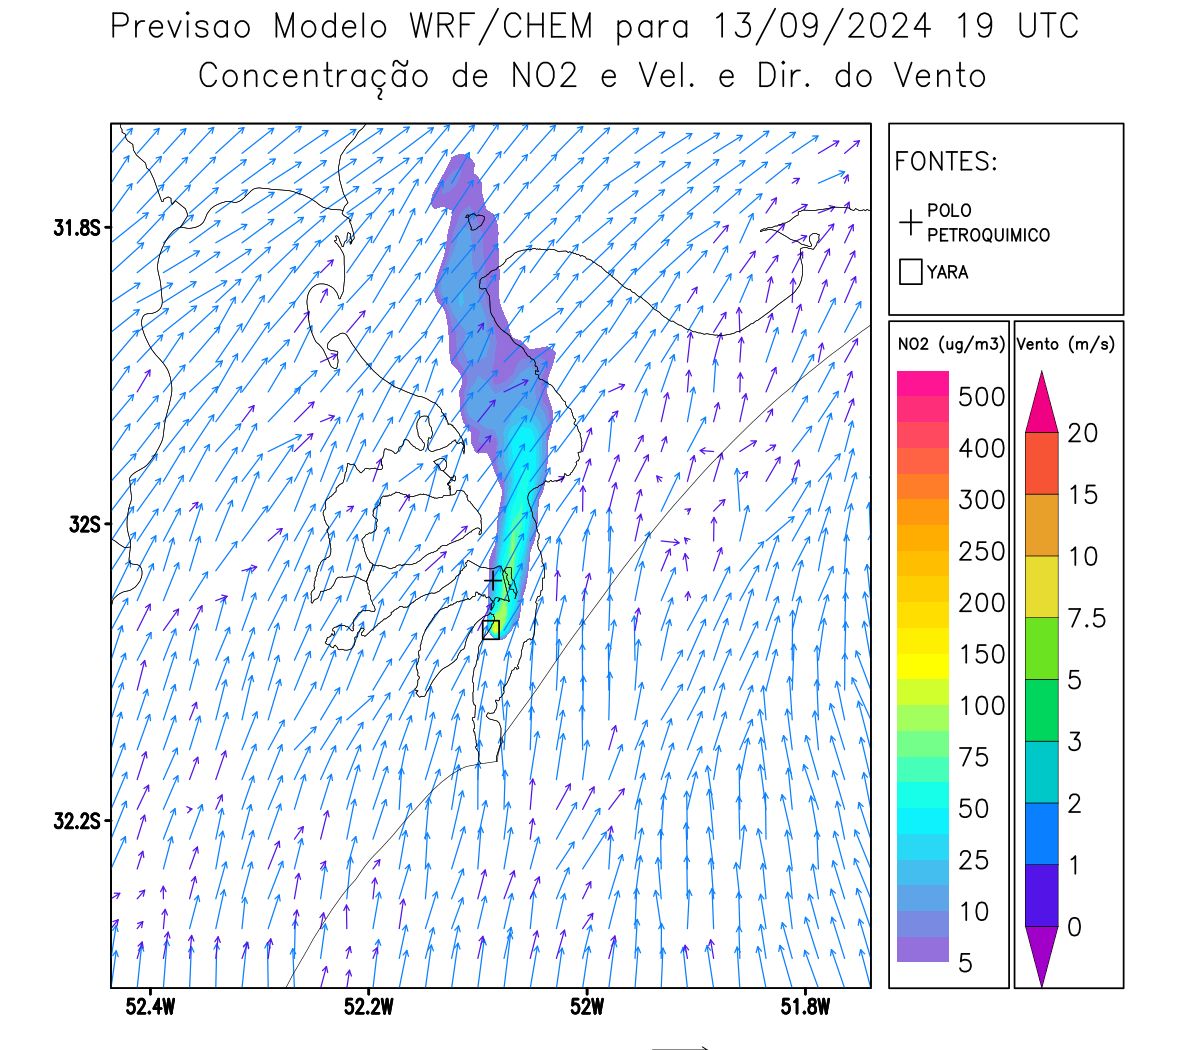 Previsao Modelo WRF/CHEM para 13/09/2024 19 UTC
Concentração de NO2 e Vel. e Dir. do Vento
FONTES:
POLO
PETROQUIMICO
YARA
31.8S
32S
32.2S
52.4W
52.2W
52W
51.8W
NO2 (ug/m3)
500
400
300
250
200
150
100
75
50
25
10
5
Vento (m/s)
20
15
10
7.5
5
3
2
1
0